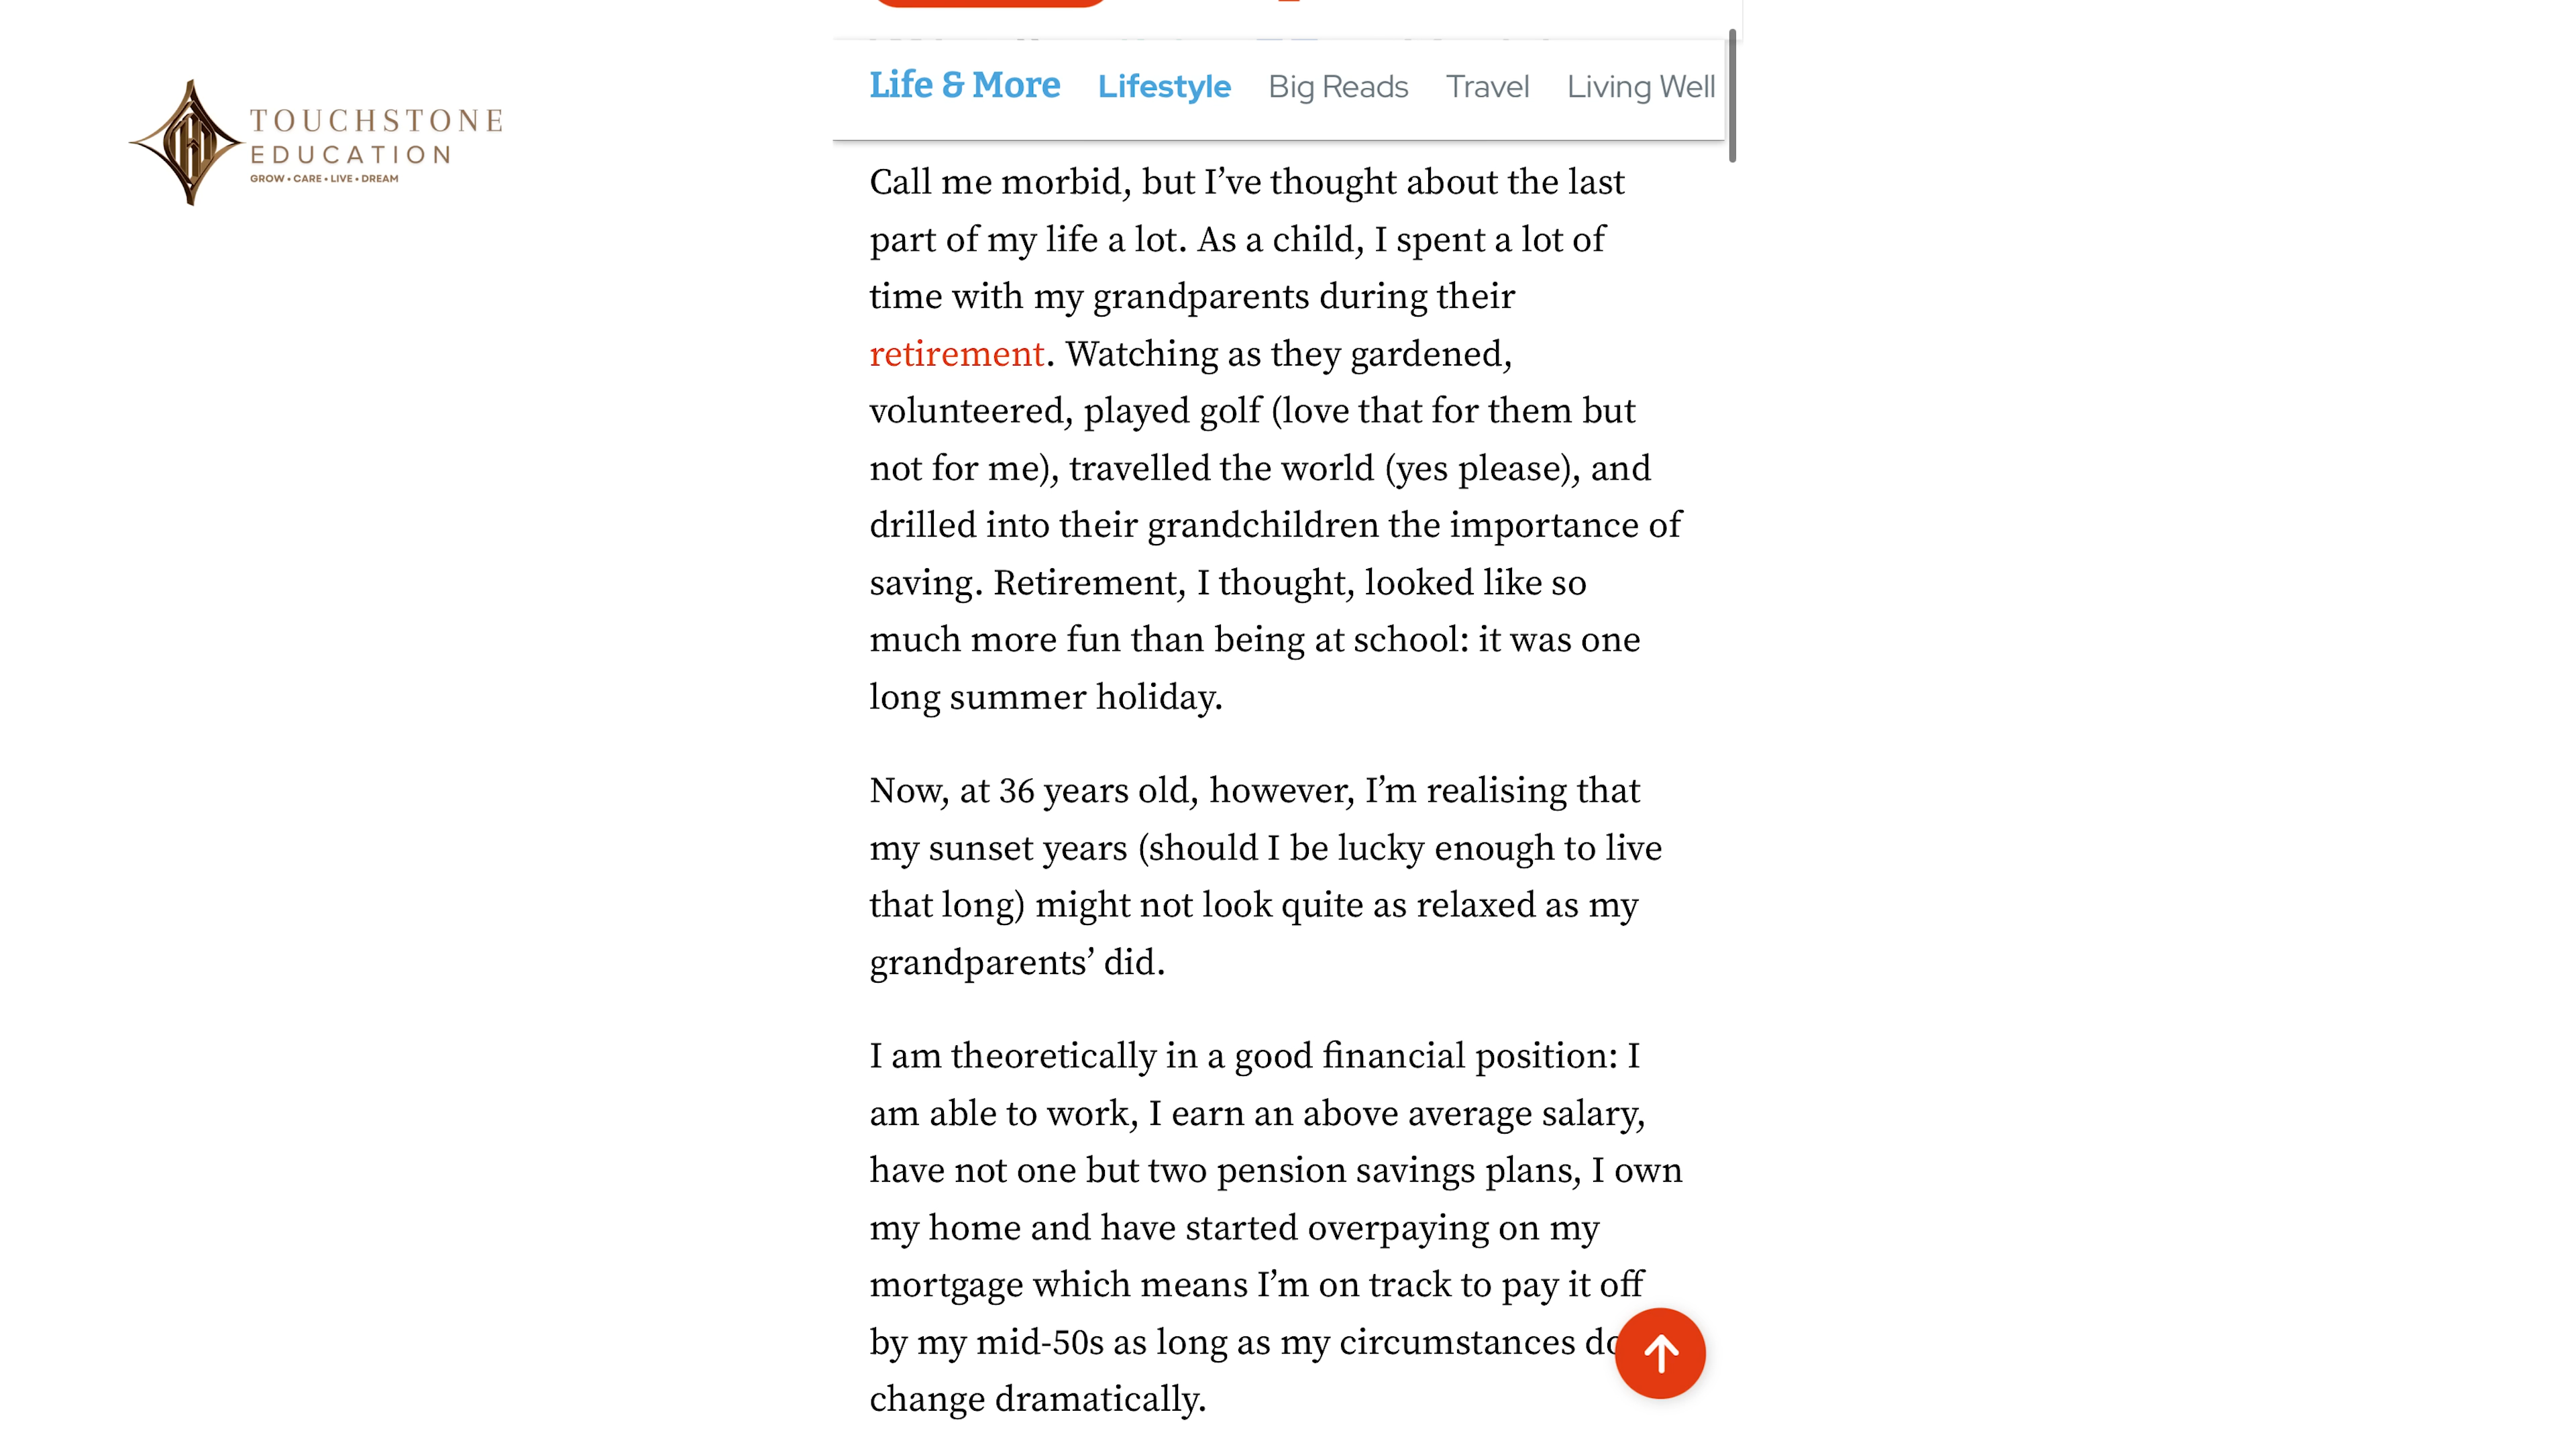 TOUCHSTONE
EDUCATION
GROW • CARE • LIVE • DREAM
Life & More Lifestyle Big Reads Travel Living Well
Call me morbid, but I’ve thought about the last
part of my life a lot. As a child, I spent a lot of
time with my grandparents during their
retirement. Watching as they gardened,
volunteered, played golf (love that for them but
not for me), travelled the world (yes please), and
drilled into their grandchildren the importance of
saving. Retirement, I thought, looked like so
much more fun than being at school: it was one
long summer holiday.
Now, at 36 years old, however, I’m realising that
my sunset years (should I be lucky enough to live
that long) might not look quite as relaxed as my
grandparents’ did.
I am theoretically in a good financial position: I
am able to work, I earn an above average salary,
have not one but two pension savings plans, I own
my home and have started overpaying on my
mortgage which means I’m on track to pay it off
by my mid-50s as long as my circumstances
change dramatically.